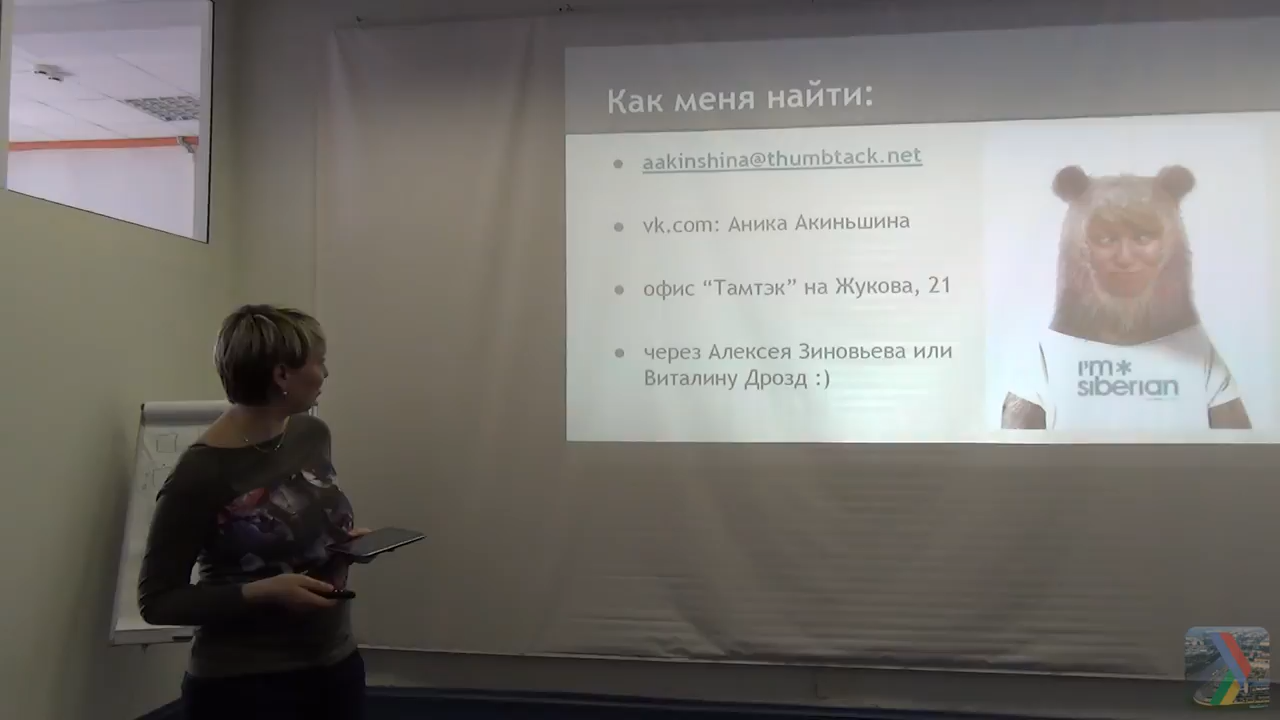 Как меня найти:
aakinshina@thumbtack.net
vk.com: Аника Акиньшина
офис “Тамтэк” на Жукова, 21
через Алексея Зиновьева или
Виталину Дрозд :)
I'm*
siberian